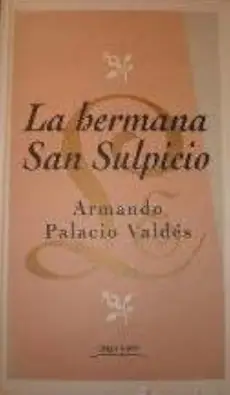 La hermana
San Sulpicio
Armando
Palacio Valdés